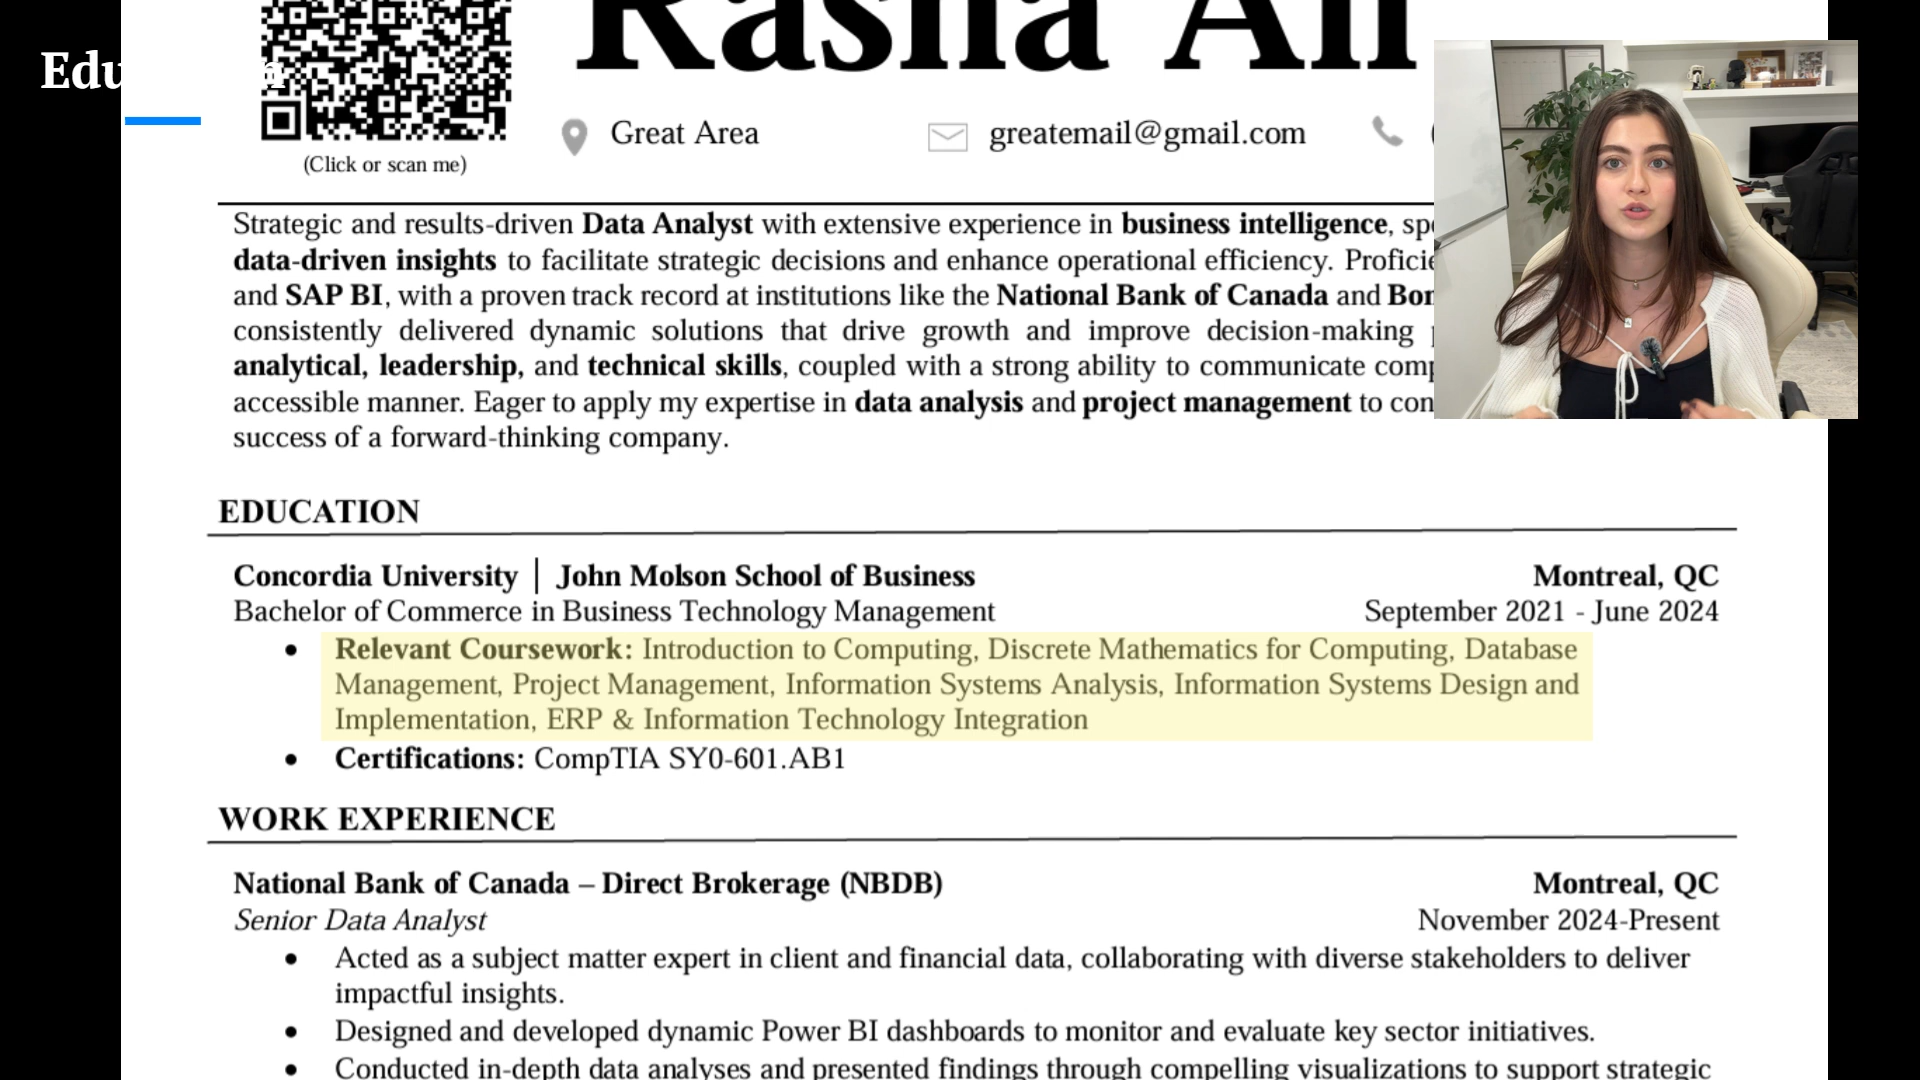 Rasha Ali
Education
(Click or scan me)
Great Area
greatemail@gmail.com
Strategic and results-driven Data Analyst with extensive experience in business intelligence,
data-driven insights to facilitate strategic decisions and enhance operational efficiency.
and SAP BI, with a proven track record at institutions like the National Bank of Canada and
consistently delivered dynamic solutions that drive growth and improve decision-making
analytical, leadership, and technical skills, coupled with a strong ability to communicate
accessible manner. Eager to apply my expertise in data analysis and project management to
success of a forward-thinking company.
EDUCATION
Concordia University | John Molson School of Business Montreal, QC
Bachelor of Commerce in Business Technology Management September 2021 - June 2024
• Relevant Coursework: Introduction to Computing, Discrete Mathematics for Computing, Database
Management, Project Management, Information Systems Analysis, Information Systems Design and
Implementation, ERP & Information Technology Integration
• Certifications: CompTIA SY0-601.AB1
WORK EXPERIENCE
National Bank of Canada – Direct Brokerage (NBDB) Montreal, QC
Senior Data Analyst November 2024-Present
• Acted as a subject matter expert in client and financial data, collaborating with diverse stakeholders to deliver
impactful insights.
• Designed and developed dynamic Power BI dashboards to monitor and evaluate key sector initiatives.
• Conducted in-depth data analyses and presented findings through compelling visualizations to support strategic